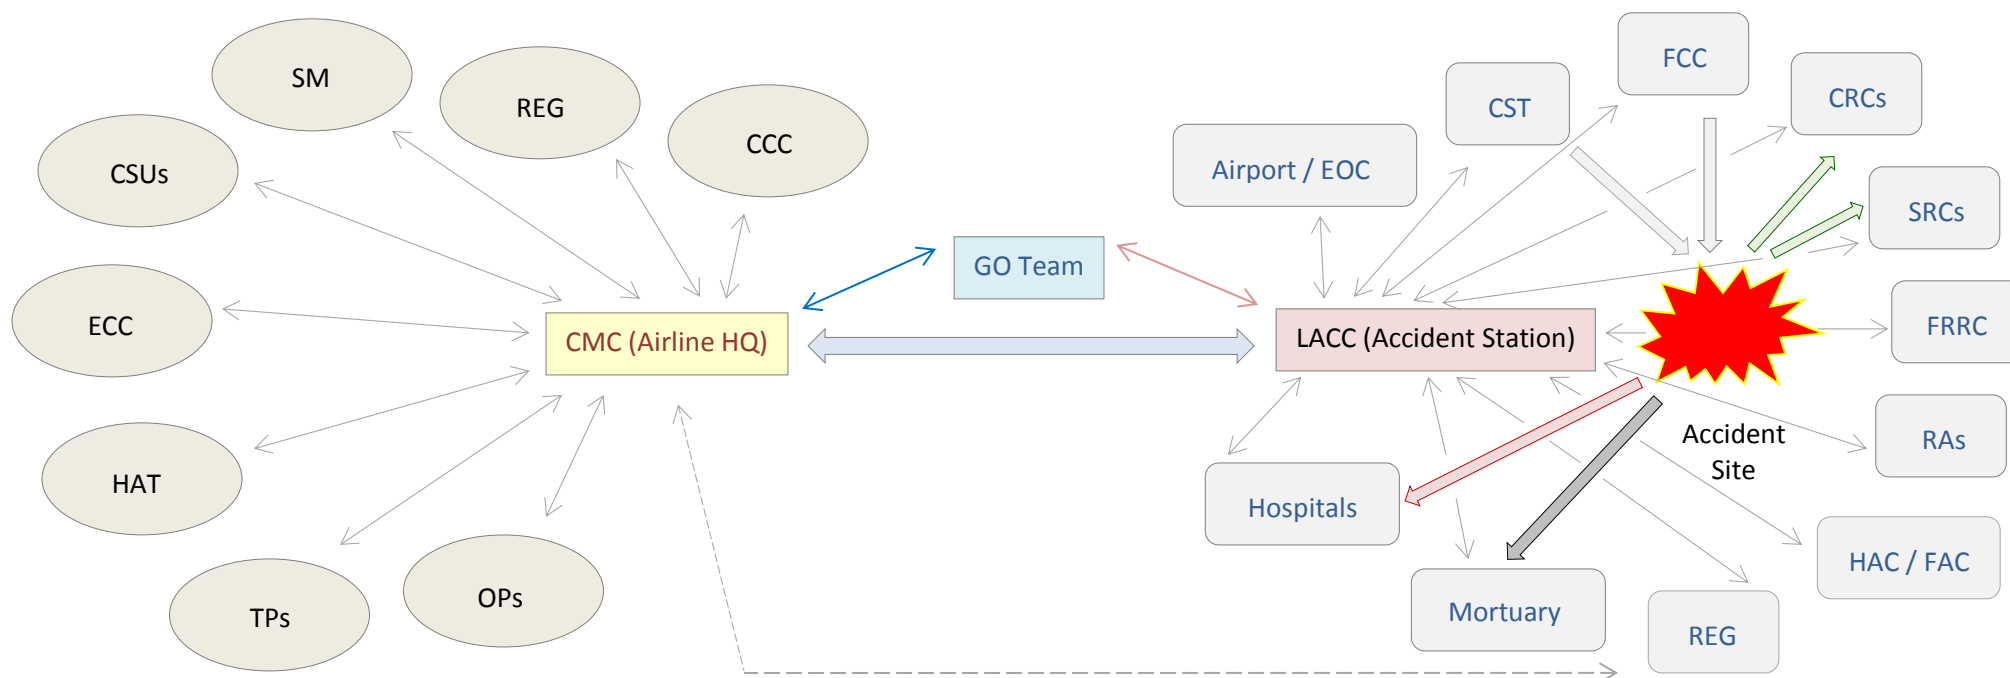 SM
REG
CCC
CSUs
ECC
HAT
TPs
OPs
CMC (Airline HQ)
GO Team
LACC (Accident Station)
Airport / EOC
CST
FCC
CRCs
SRCs
FRRC
RAs
HAC / FAC
REG
Mortuary
Hospitals
Accident
Site